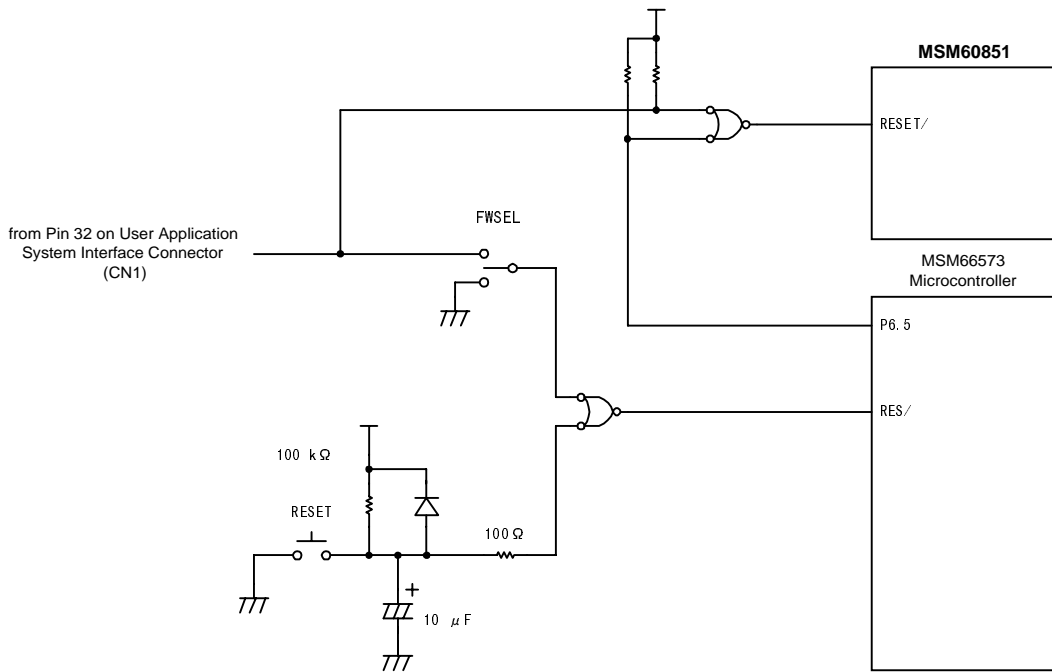 MSM60851
RESET/
FWSEL
from Pin 32 on User Application
System Interface Connector
(CN1)
MSM66573
Microcontroller
P6.5
RES/
100 kΩ
RESET
100Ω
+
10 μF